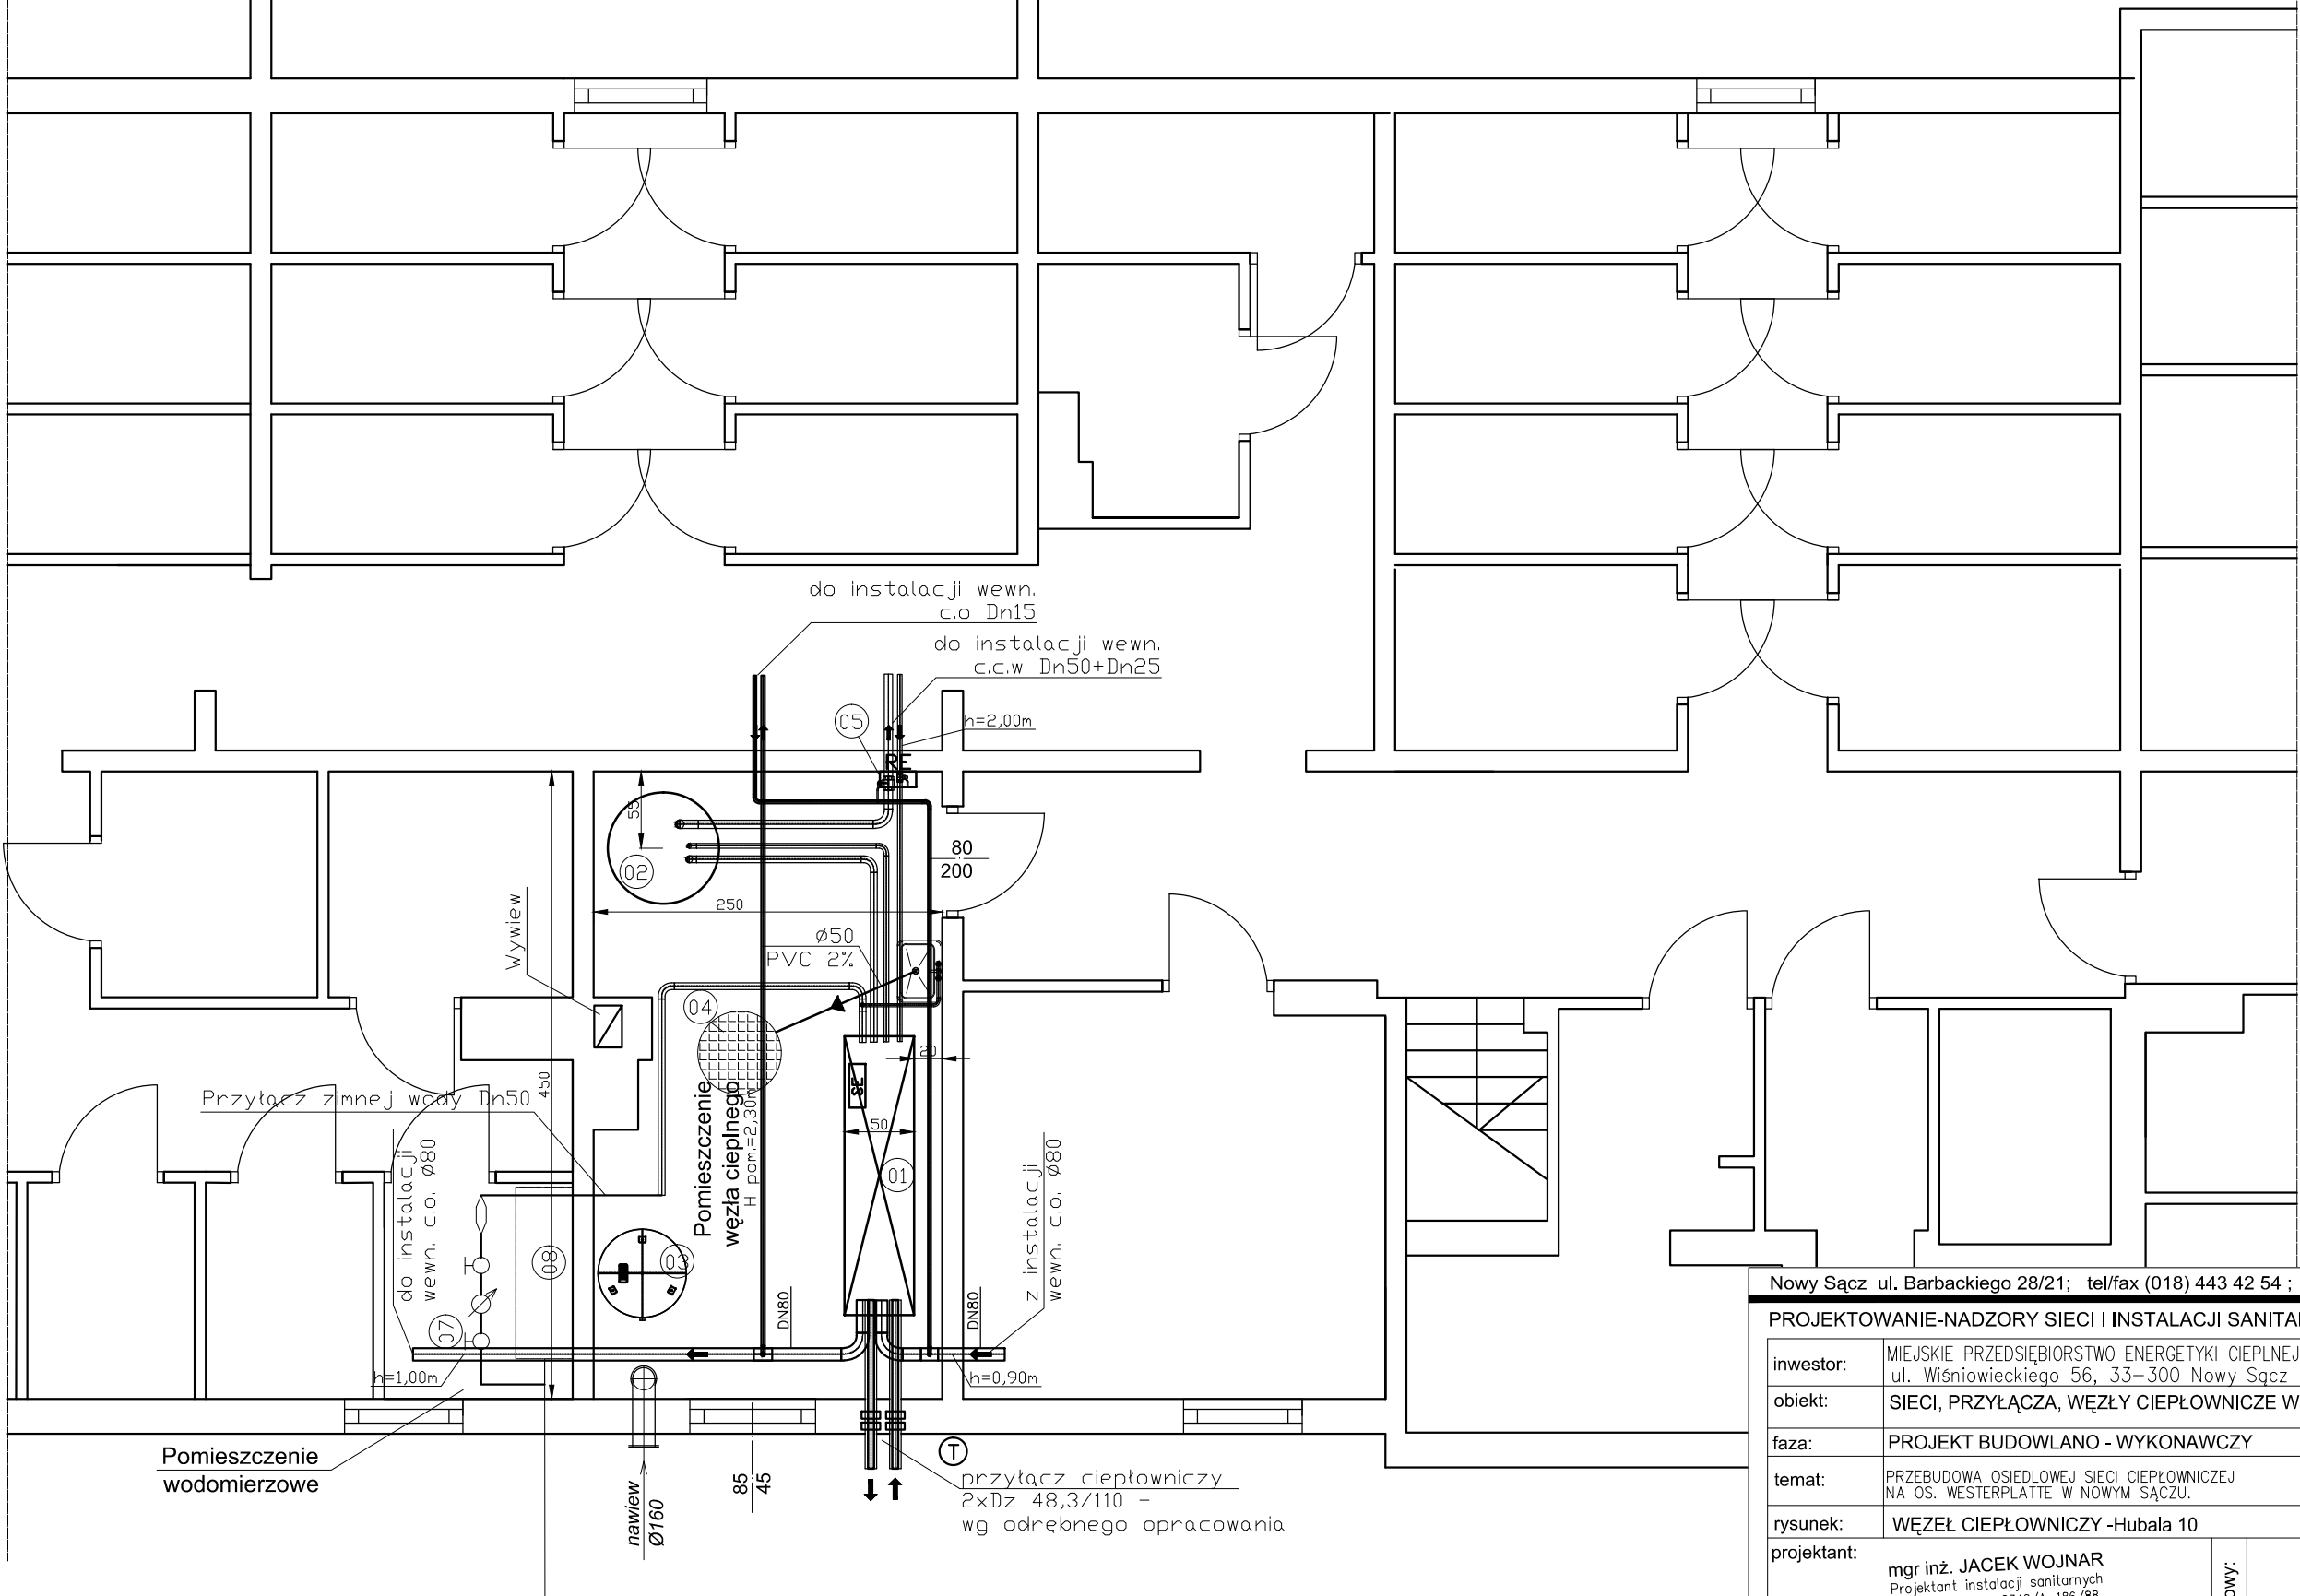 do instalacji wewn.
c.o Dn15
do instalacji wewn.
c.c.w Dn50+Dn25
05
h=2,00m
RE
55
02
80
200
250
Wywiew
Ø50
PVC 2%
04
20
SE
450
Przyłącz zimnej wody Dn50
50
Pomieszczenie
węzła cieplnego
H pom.=2,30m
01
do instalacji
wewn. c.o. Ø80
z instalacji
wewn. c.o. Ø80
08
03
07
DN80
DN80
h=1,00m
h=0,90m
Pomieszczenie
wodomierzowe
nawiew
Ø160
85
45
T
przyłącz ciepłowniczy
2xDz 48,3/110 -
wg odrębnego opracowania
Nowy Sącz ul. Barbackiego 28/21; tel/fax (018) 443 42 54 ;
PROJEKTOWANIE-NADZORY SIECI I INSTALACJI
inwestor: MIEJSKIE PRZEDSIĘBIORSTWO ENERGETYKI CIEPLNEJ
ul. Wiśniowieckiego 56, 33-300 Nowy Sącz
obiekt: SIECI, PRZYŁĄCZA, WĘZŁY CIEPŁOWNICZE W
faza: PROJEKT BUDOWLANO - WYKONAWCZY
temat: PRZEBUDOWA OSIEDLOWEJ SIECI CIEPŁOWNICZEJ
NA OS. WESTERPLATTE W NOWYM SĄCZU.
rysunek: WĘZEŁ CIEPŁOWNICZY -Hubala 10
projektant: mgr inż. JACEK WOJNAR
Projektant instalacji sanitarnych